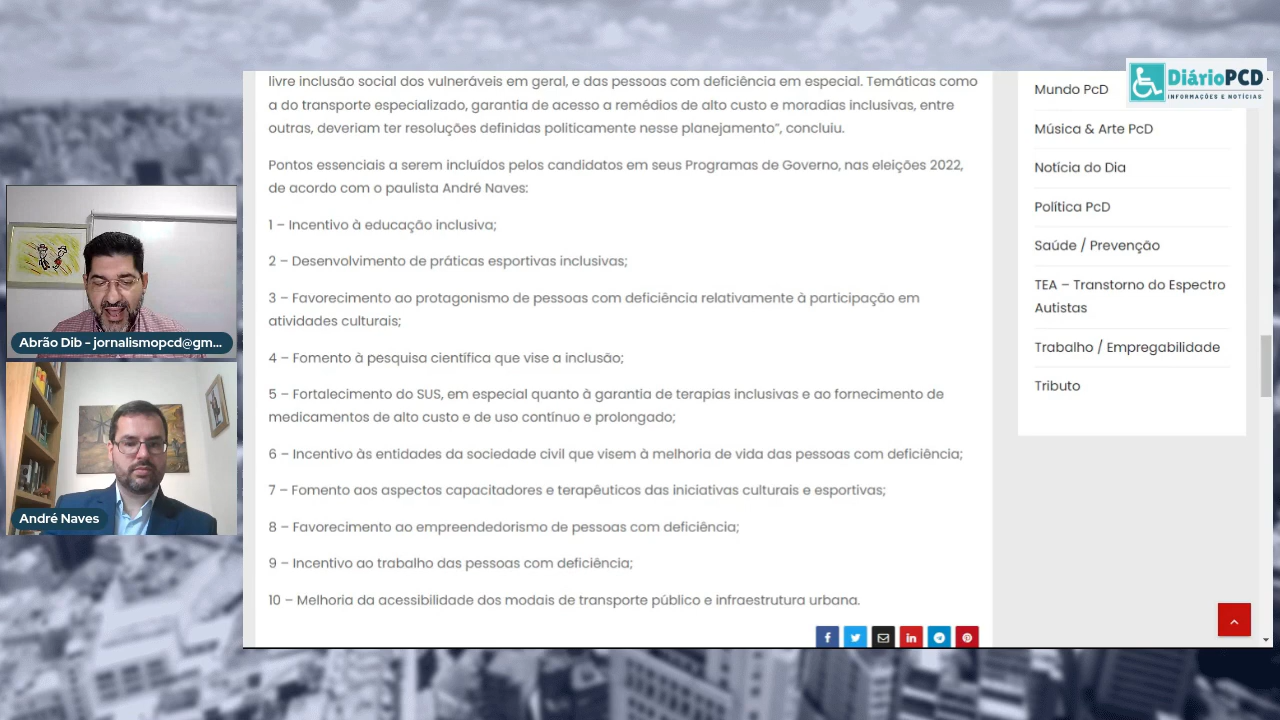 livre inclusão social dos vulneráveis em geral, e das pessoas com deficiência em especial. Temáticas como
a do transporte especializado, garantia de acesso a remédios de alto custo e moradias inclusivas, entre
outras, deveriam ter resoluções definidas politicamente nesse planejamento”, concluiu.
Pontos essenciais a serem incluídos pelos candidatos em seus Programas de Governo, nas eleições 2022,
de acordo com o paulista André Naves:
1 – Incentivo à educação inclusiva;
2 – Desenvolvimento de práticas esportivas inclusivas;
3 – Favorecimento ao protagonismo de pessoas com deficiência relativamente à participação em
atividades culturais;
4 – Fomento à pesquisa científica que vise a inclusão;
5 – Fortalecimento do SUS, em especial quanto à garantia de terapias inclusivas e ao fornecimento de
medicamentos de alto custo e de uso contínuo e prolongado;
6 – Incentivo às entidades da sociedade civil que visem à melhoria de vida das pessoas com deficiência;
7 – Fomento aos aspectos capacitadores e terapêuticos das iniciativas culturais e esportivas;
8 – Favorecimento ao empreendedorismo de pessoas com deficiência;
9 – Incentivo ao trabalho das pessoas com deficiência;
10 – Melhoria da acessibilidade dos modais de transporte público e infraestrutura urbana.
DiárioPCD
INFORMAÇÕES E NOTÍCIAS
Mundo PcD
Música & Arte PcD
Notícia do Dia
Política PcD
Saúde / Prevenção
TEA – Transtorno do Espectro
Autistas
Trabalho / Empregabilidade
Tributo
Abrão Dib - jornalismopcd@gm...
André Naves